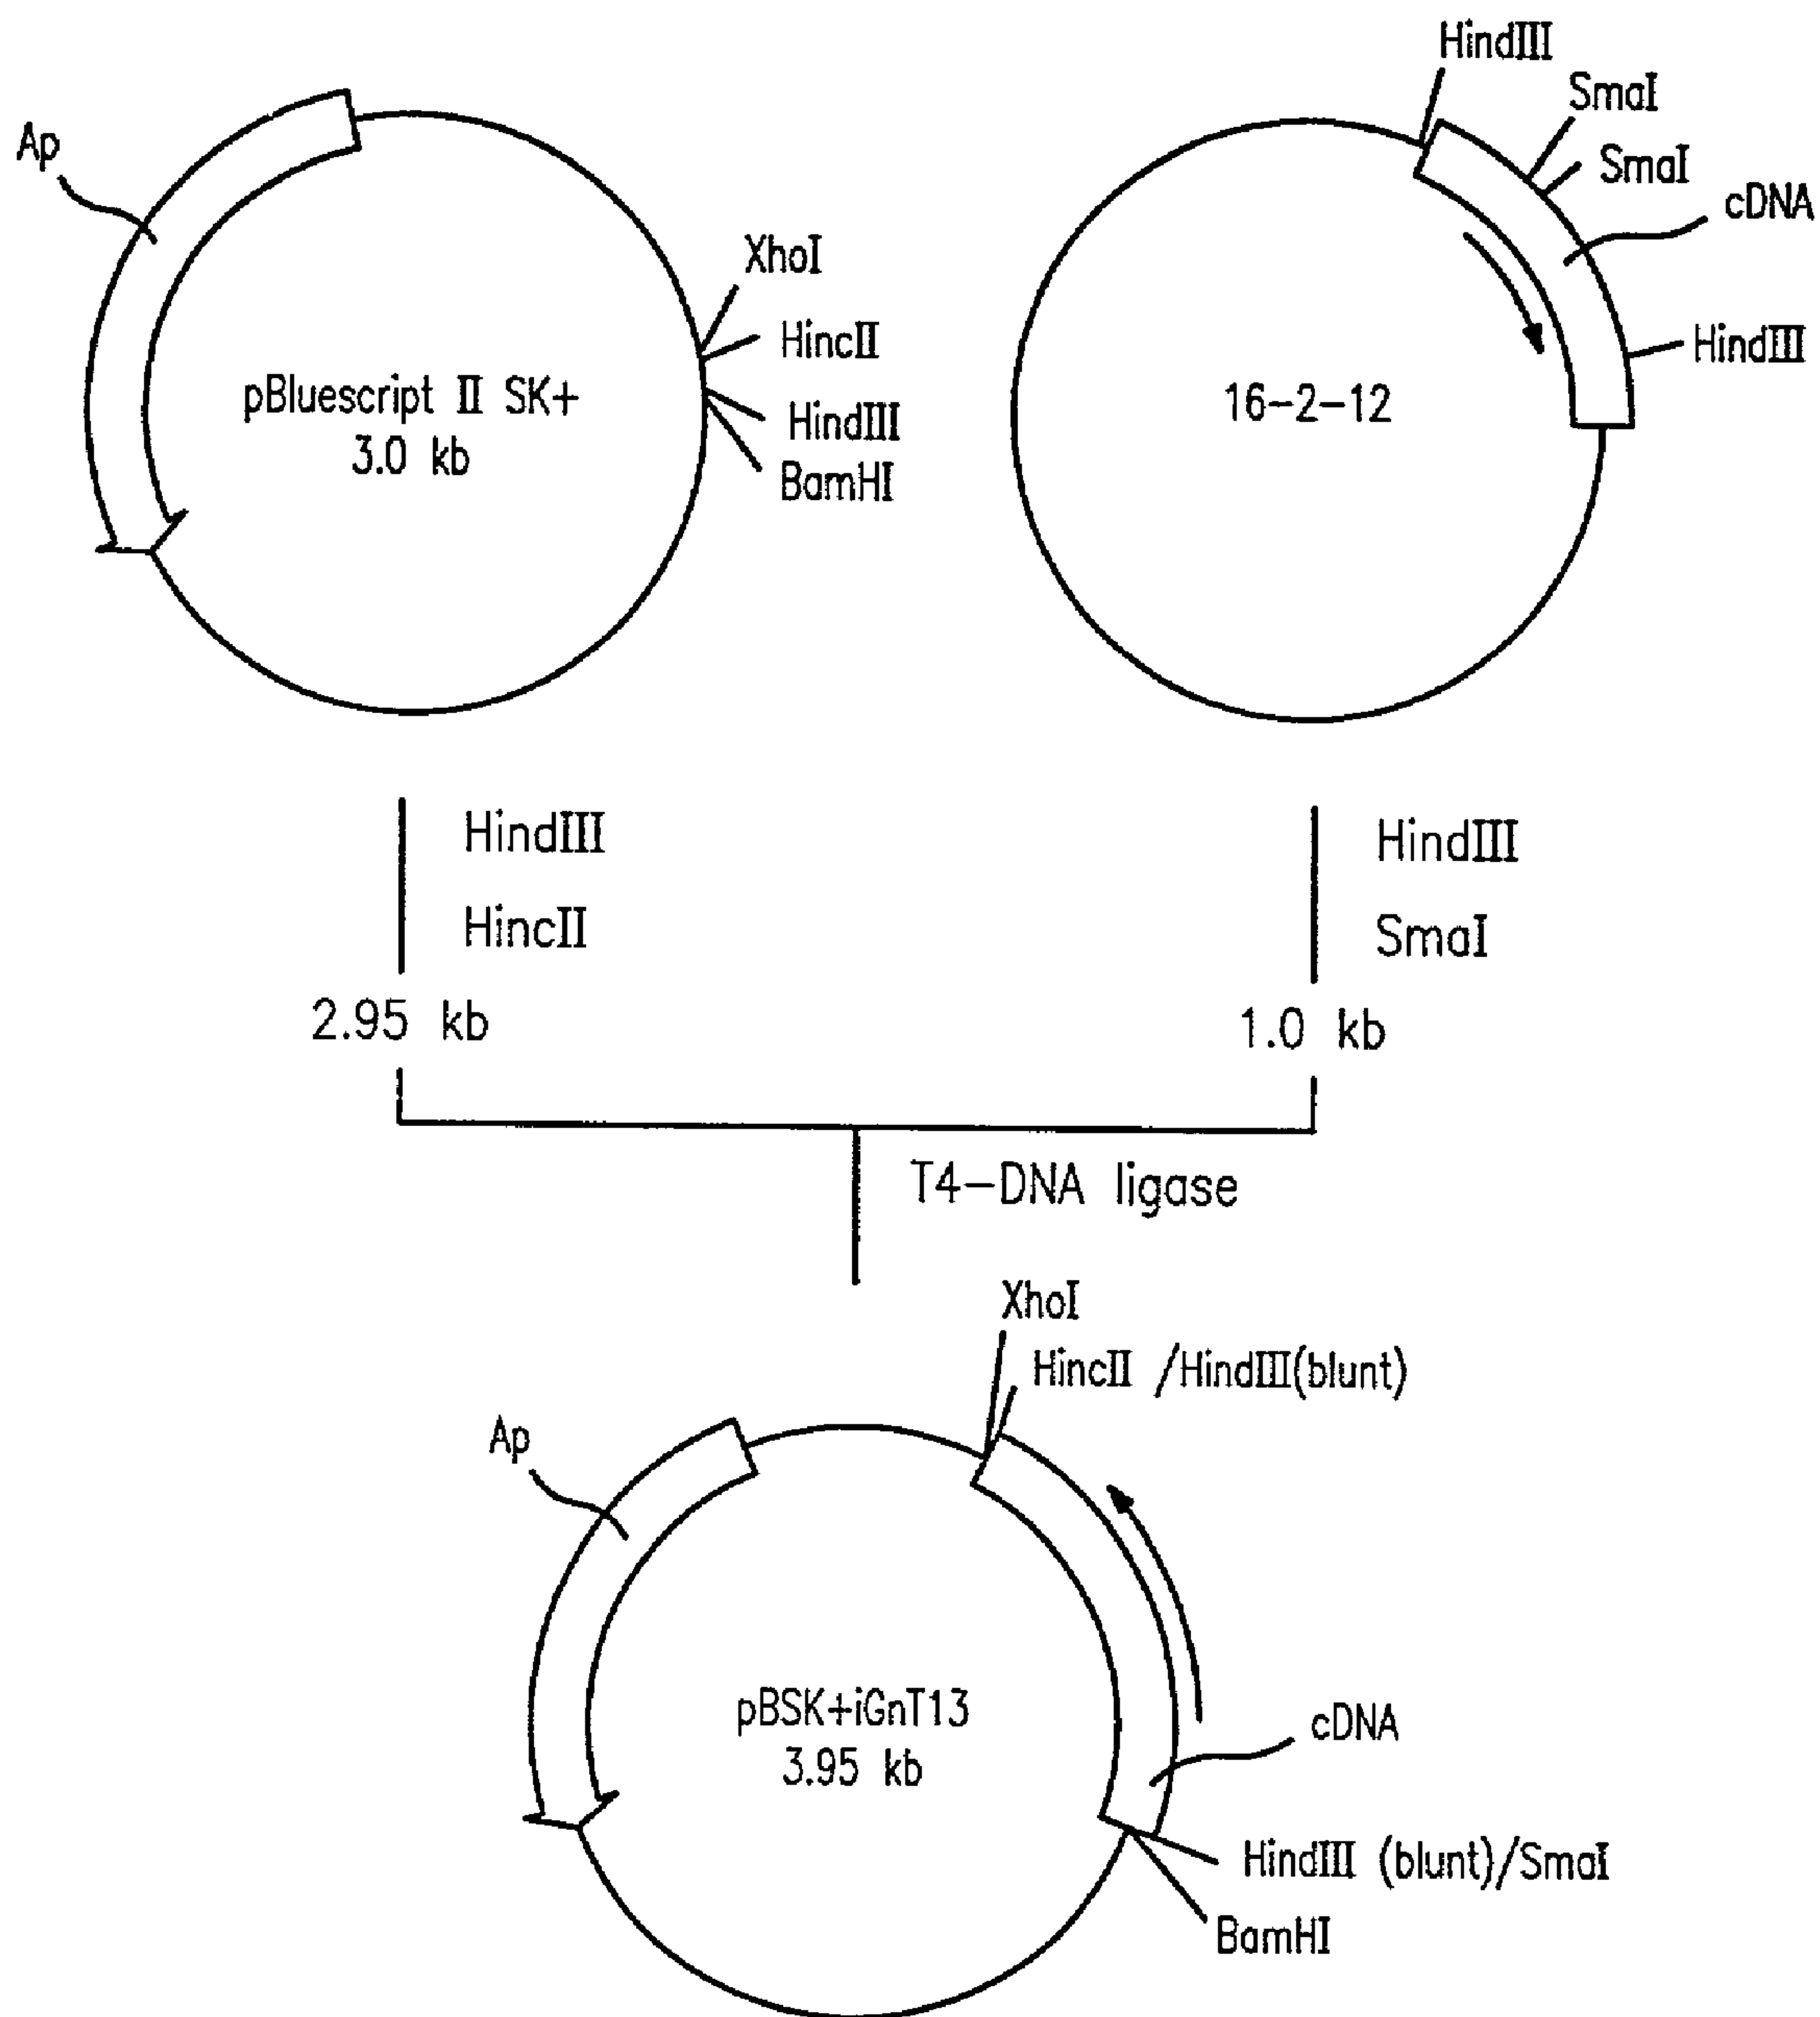 HindIII
SmaI
SmaI
cDNA
HindIII
16-2-12
Ap
XhoI
HincII
HindIII
BamHI
pBluescript II SK+
3.0 kb
HindIII
HincII
2.95 kb
HindIII
SmaI
1.0 kb
T4-DNA ligase
XhoI
HincII /HindIII(blunt)
Ap
pBSK+iGnT13
3.95 kb
cDNA
HindIII (blunt)/SmaI
BamHI